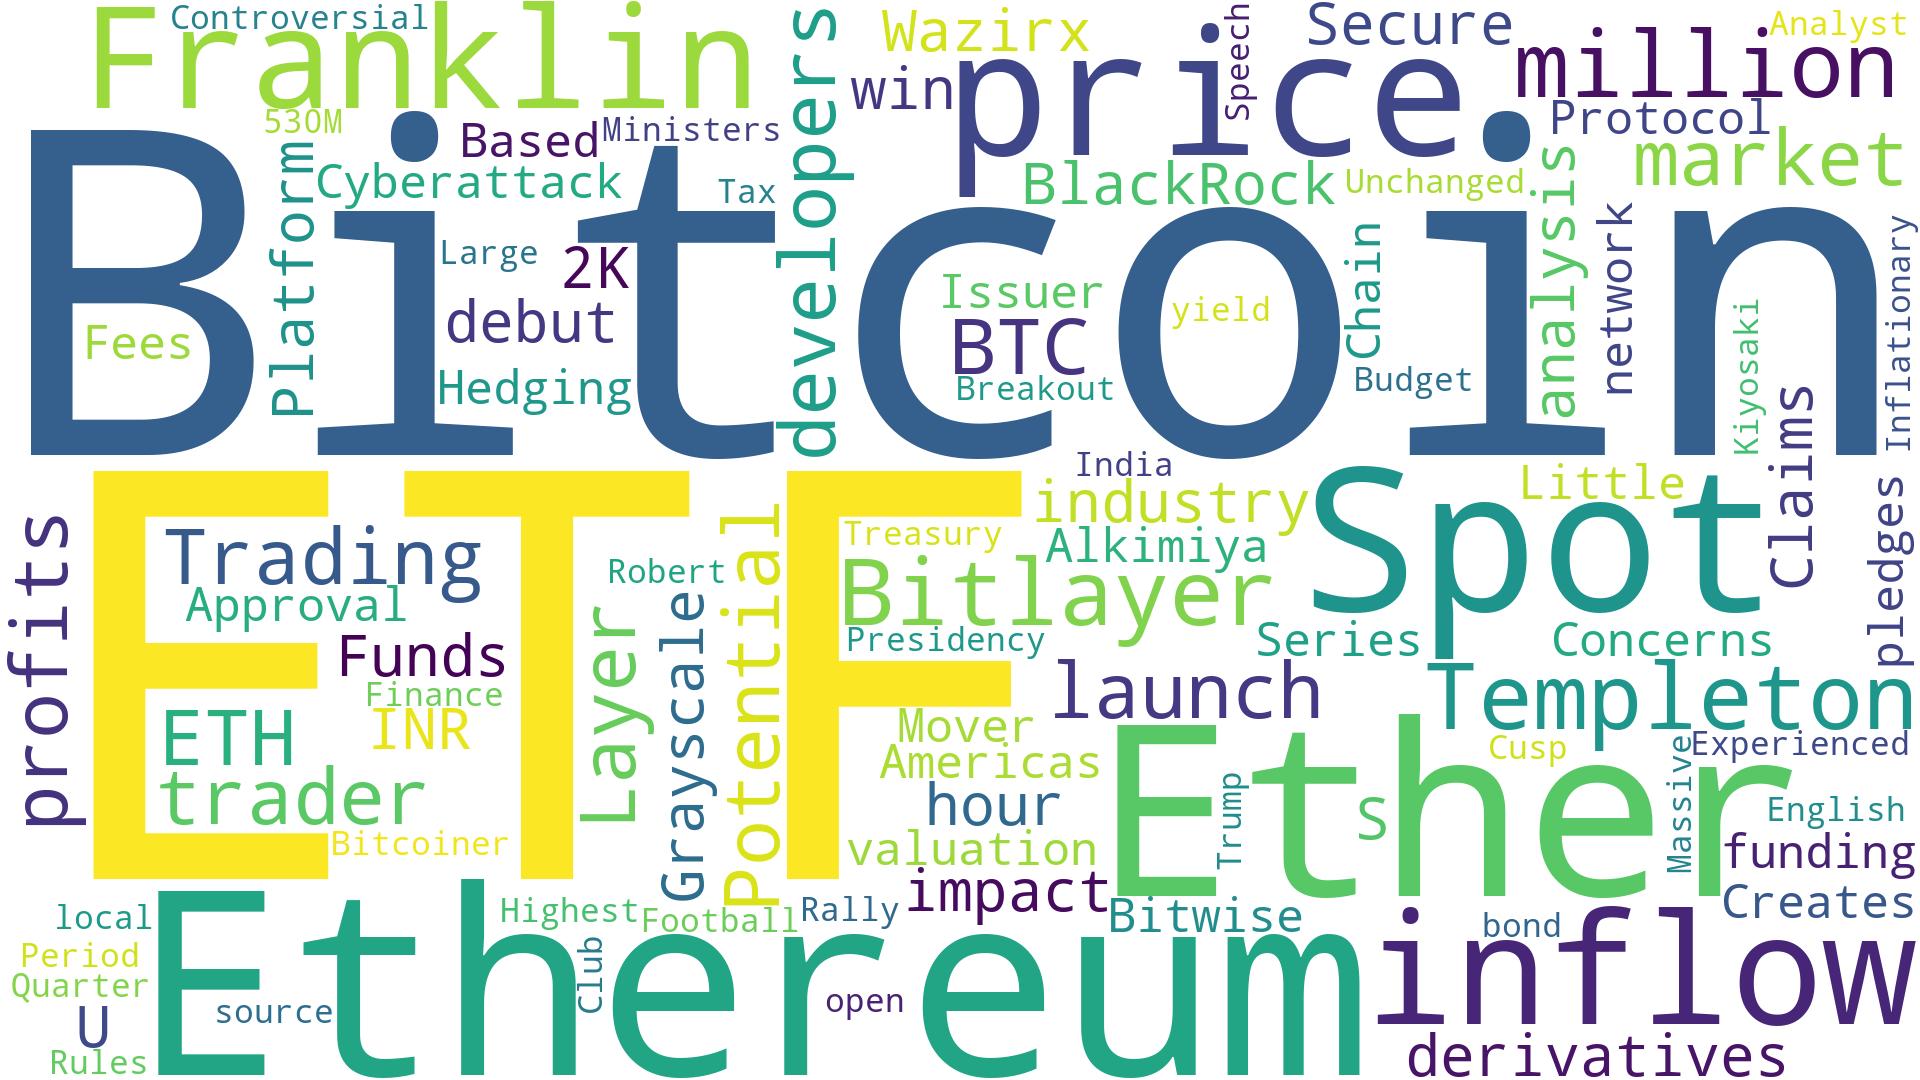 Controversial
Franklin
530M
Based
Ministers
Cyberattack
Tax
Platform
developers
Wazirx
win
price
Speech
Secure
Analyst
million
Protocol
market
BlackRock
Unchanged
analysis
network
Inflationary
Bitcoin
Large
2K
debut
Hedging
Fees
Issuer
BTC
Breakout
yield
Chain
Budget
Kiyosaki
claims
pledges
India
industry
Little
Spot
profits
ETF
Trading
Approval
Robert
Funds
Finance
ETH
INR
trader
Bitcoiner
Layer
Grayscale
Potential
Treasury
Alkimiya
Bitlayer
Presidency
Series
Concerns
launch
Templeton
Mover
Americas
hour
valuation
impact
Trump
Ether
S
Cusp
Massive
Experienced
English
funding
Creates
Bitwise
local
Period
Quarter
U
Rules
Ethereum
source
Highest
Football
Rally
Club
open
bond
inflow
derivatives